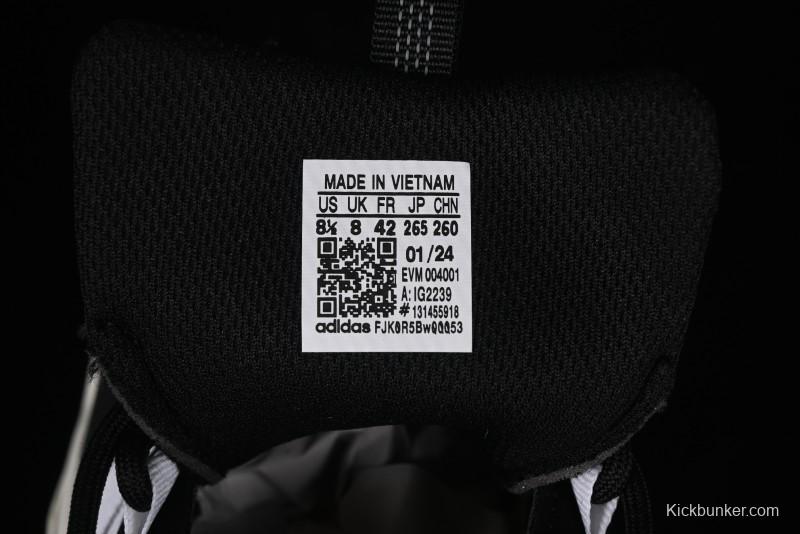 MADE IN VIETNAM
US UK FR JP CHN
8½ 8 42 265 260
01/24
EVM 004001
A: IG2239
# 131455918
adidas FJK0R5BwQQQ53
Kickbunker.com